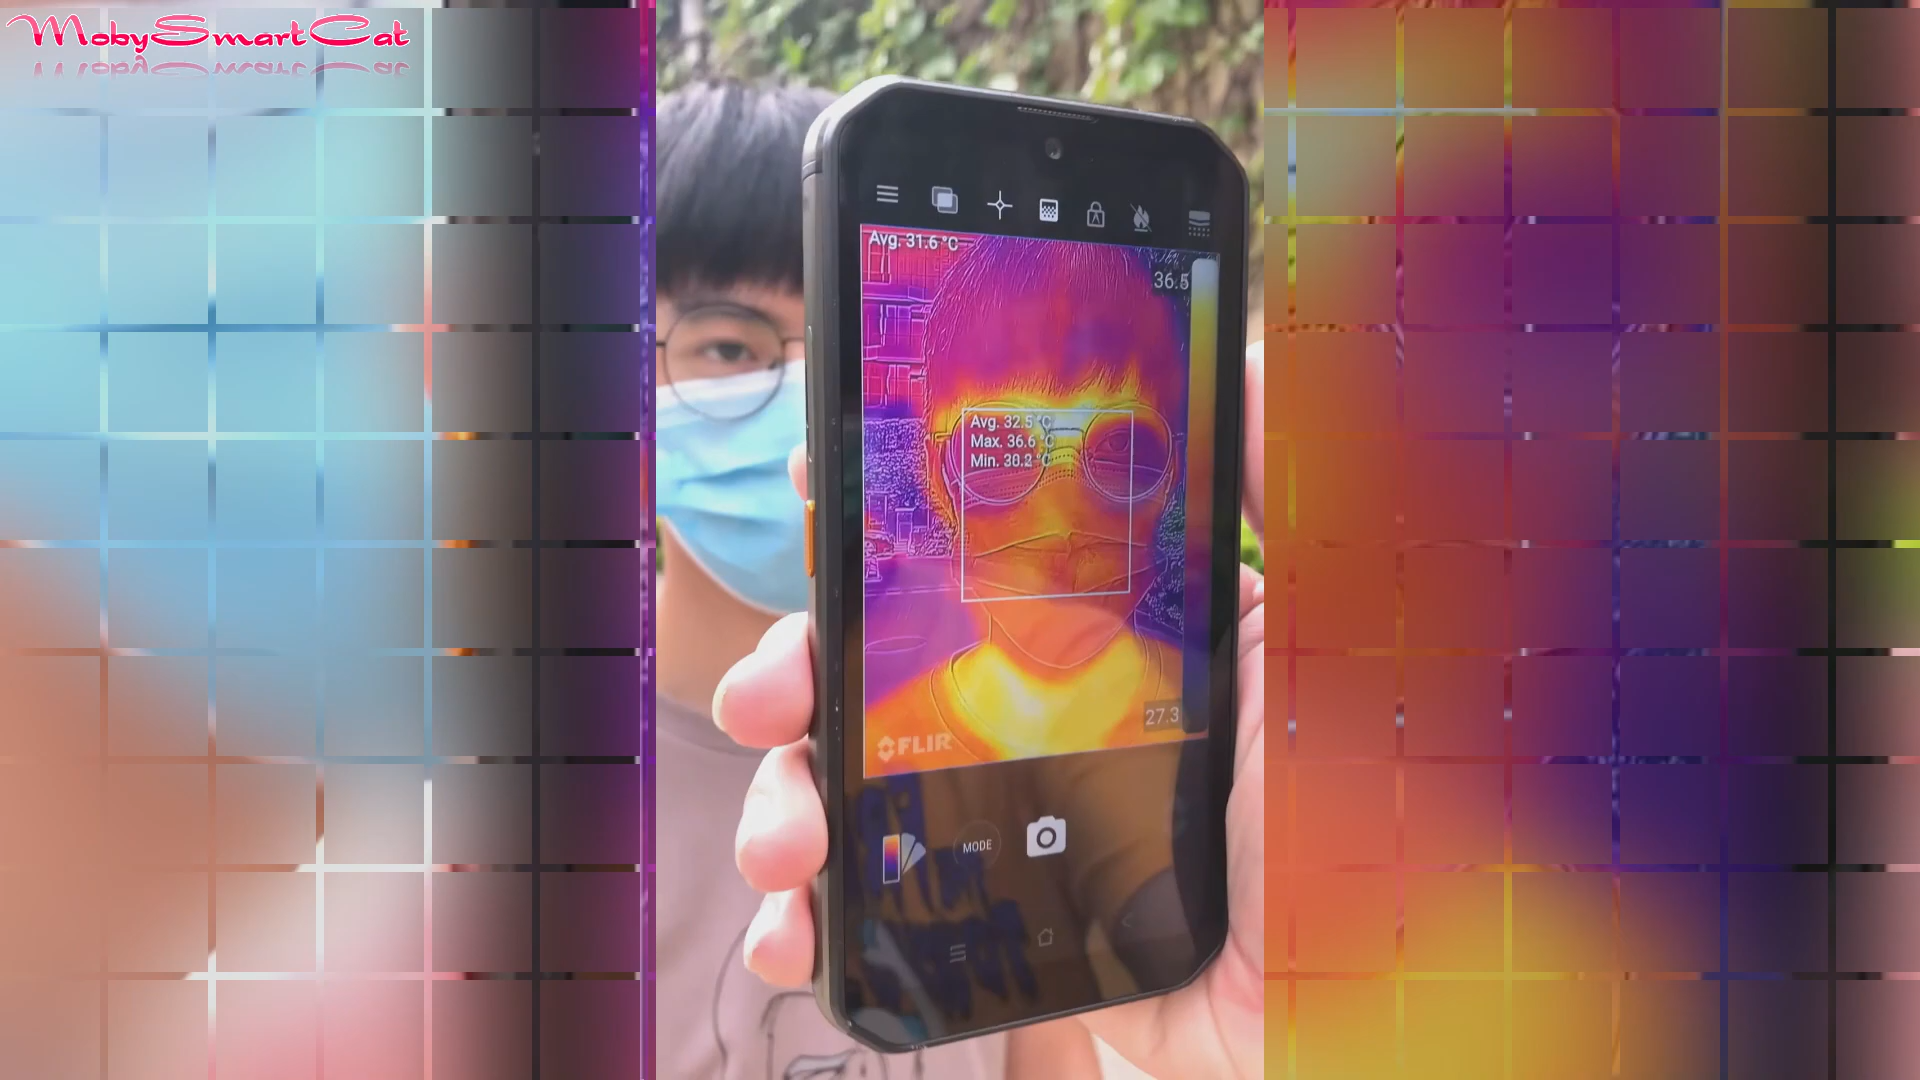 MobySmartCat
Avg. 31.6 °C
36.5
Avg. 32.5 °C
Max. 36.6 °C
Min. 30.2 °C
27.3
FLIR
MODE